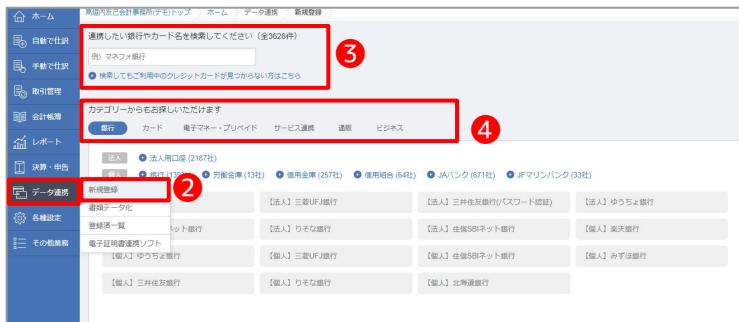 高垣内友己会計事務所(デモ)トップ 〉 ホーム 〉 データ連携 〉 新規登録
ホーム
自動で仕訳
手動で仕訳
取引管理
会計帳簿
レポート
決算・申告
データ連携
各種設定
その他機能
連携したい銀行やカード名を検索してください（全3628件）
例）マネフォ銀行
検索してもご利用中のクレジットカードが見つからない方はこちら
3
カテゴリーからもお探しいただけます
銀行 カード 電子マネー・プリペイド サービス連携 通販 ビジネス
4
法人 法人用口座 (2187社)
個人 銀行 (139社) 労働金庫 (13社) 信用金庫 (257社) 信用組合 (64社) JAバンク (671社) JFマリンバンク (33社)
2
新規登録
書類データ化
登録済一覧
電子証明書連携ソフト
【法人】三菱UFJ銀行 【法人】三井住友銀行(パスワード認証) 【法人】ゆうちょ銀行
ネット銀行 【法人】りそな銀行 【法人】住信SBIネット銀行 【個人】楽天銀行
【個人】ゆうちょ銀行 【個人】三菱UFJ銀行 【個人】住信SBIネット銀行 【個人】みずほ銀行
【個人】三井住友銀行 【個人】りそな銀行 【個人】北海道銀行